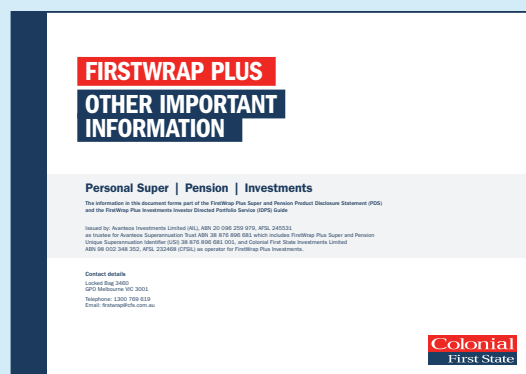 FIRSTWRAP PLUS
OTHER IMPORTANT
INFORMATION
Personal Super | Pension | Investments
The information in this document forms part of the FirstWrap Plus Super and Pension Product Disclosure Statement (PDS)
and the FirstWrap Plus Investments Investor Directed Portfolio Service (IDPS) Guide
Issued by: Avanteos Investments Limited (AIL), ABN 20 096 259 979, AFSL 245531
as trustee for Avanteos Superannuation Trust ABN 38 876 896 681 which includes FirstWrap Plus Super and Pension
Unique Superannuation Identifier (USI) 38 876 896 681 001, and Colonial First State Investments Limited
ABN 98 002 348 352, AFSL 232468 (CFSIL) as operator for FirstWrap Plus Investments.
Contact details
Locked Bag 3460
GPO Melbourne VIC 3001
Telephone: 1300 769 619
Email: firstwrap@cfs.com.au
Colonial
First State